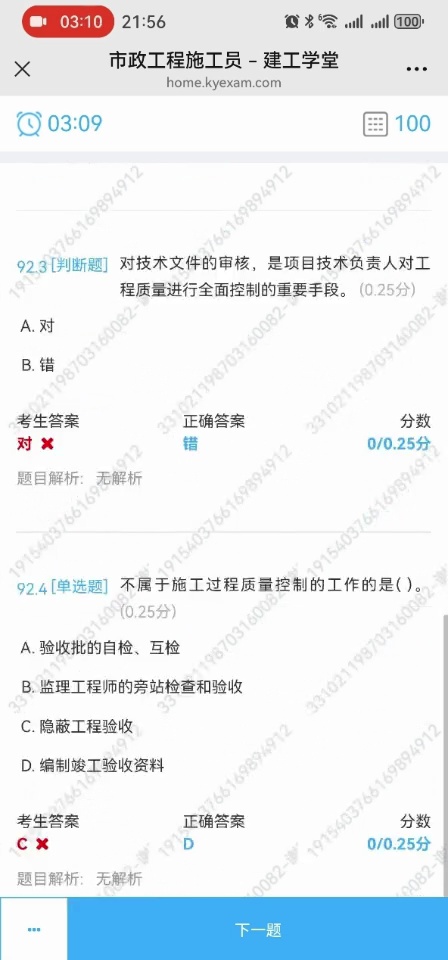 03:10 21:56 100
市政工程施工员 – 建工学堂
home.kyexam.com
03:09 100
92.3 [判断题] 对技术文件的审核，是项目技术负责人对工
程质量进行全面控制的重要手段。(0.25分)
A. 对
B. 错
考生答案 正确答案 分数
对 错 0/0.25分
题目解析: 无解析
92.4 [单选题] 不属于施工过程质量控制的工作的是( )。
(0.25分)
A. 验收批的自检、互检
B. 监理工程师的旁站检查和验收
C. 隐蔽工程验收
D. 编制竣工验收资料
考生答案 正确答案 分数
C D 0/0.25分
题目解析: 无解析
下一题